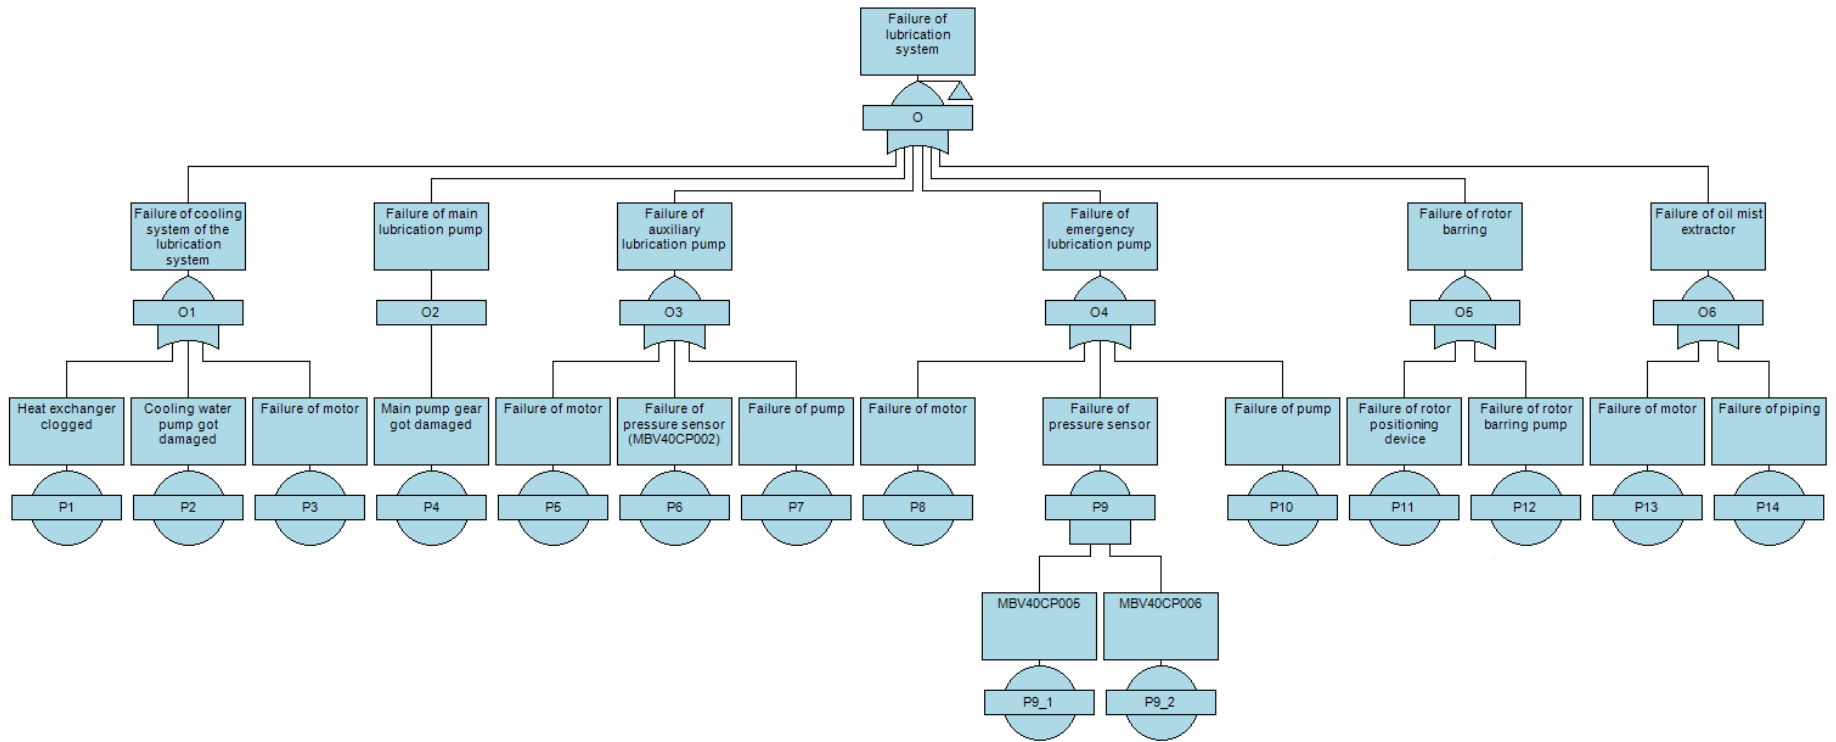 Failure of
lubrication
system
O
Failure of cooling
system of the
lubrication
system
Failure of main
lubrication pump
Failure of
auxiliary
lubrication pump
Failure of
emergency
lubrication pump
Failure of rotor
barring
Failure of oil mist
extractor
O1
O2
O3
O4
O5
O6
Heat exchanger
clogged
Cooling water
pump got
damaged
Failure of motor
Main pump gear
got damaged
Failure of motor
Failure of
pressure sensor
(MBV40CP002)
Failure of pump
Failure of motor
Failure of
pressure sensor
Failure of pump
Failure of rotor
positioning
device
Failure of rotor
barring pump
Failure of motor
Failure of piping
P1
P2
P3
P4
P5
P6
P7
P8
P9
P10
P11
P12
P13
P14
MBV40CP005
MBV40CP006
P9_1
P9_2